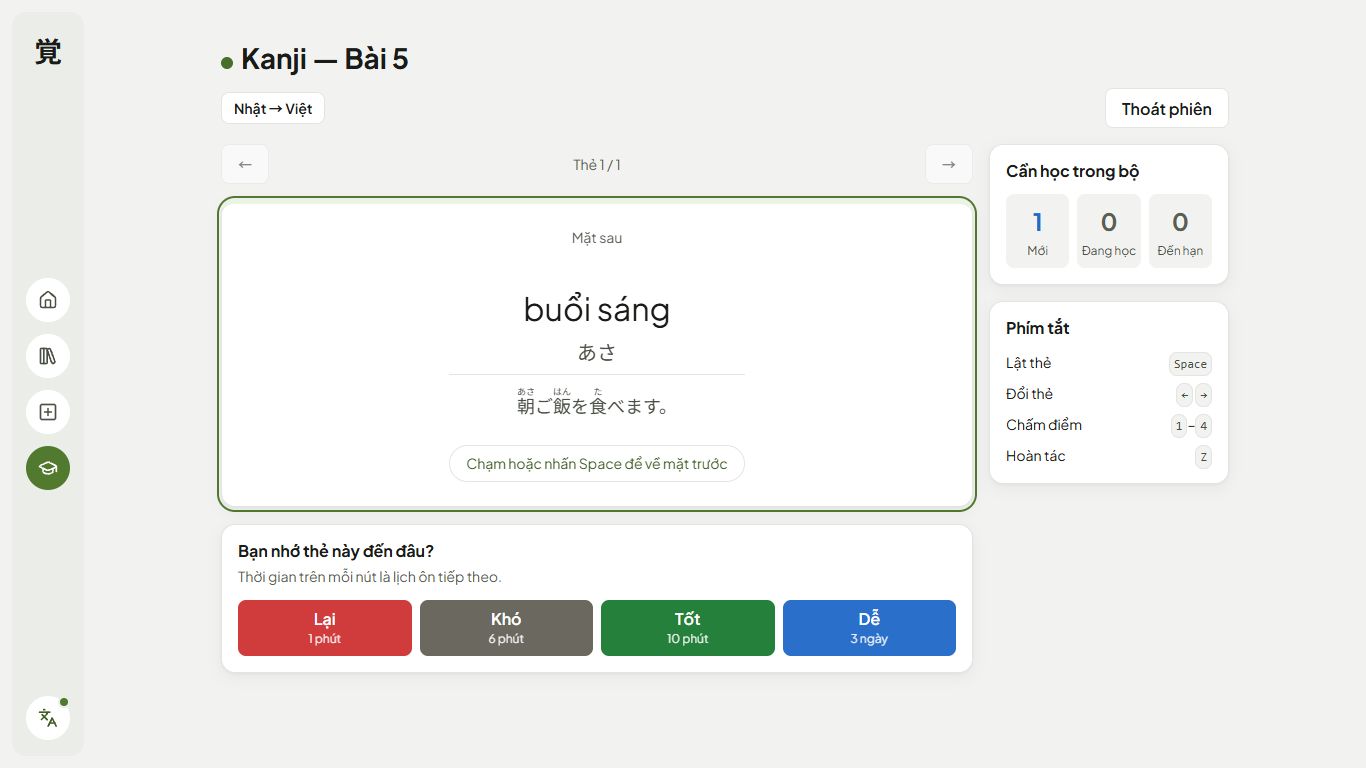 覚
Kanji — Bài 5
Nhật → Việt
Thoát phiên
←
Thẻ 1 / 1
→
Mặt sau
buổi sáng
あさ
あさ はん た
朝ご飯を食べます。
Chạm hoặc nhấn Space để về mặt trước
Bạn nhớ thẻ này đến đâu?
Thời gian trên mỗi nút là lịch ôn tiếp theo.
Lại
1 phút
Khó
6 phút
Tốt
10 phút
Dễ
3 ngày
Cần học trong bộ
1
Mới
0
Đang học
0
Đến hạn
Phím tắt
Lật thẻ Space
Đổi thẻ ← →
Chấm điểm 1 – 4
Hoàn tác Z